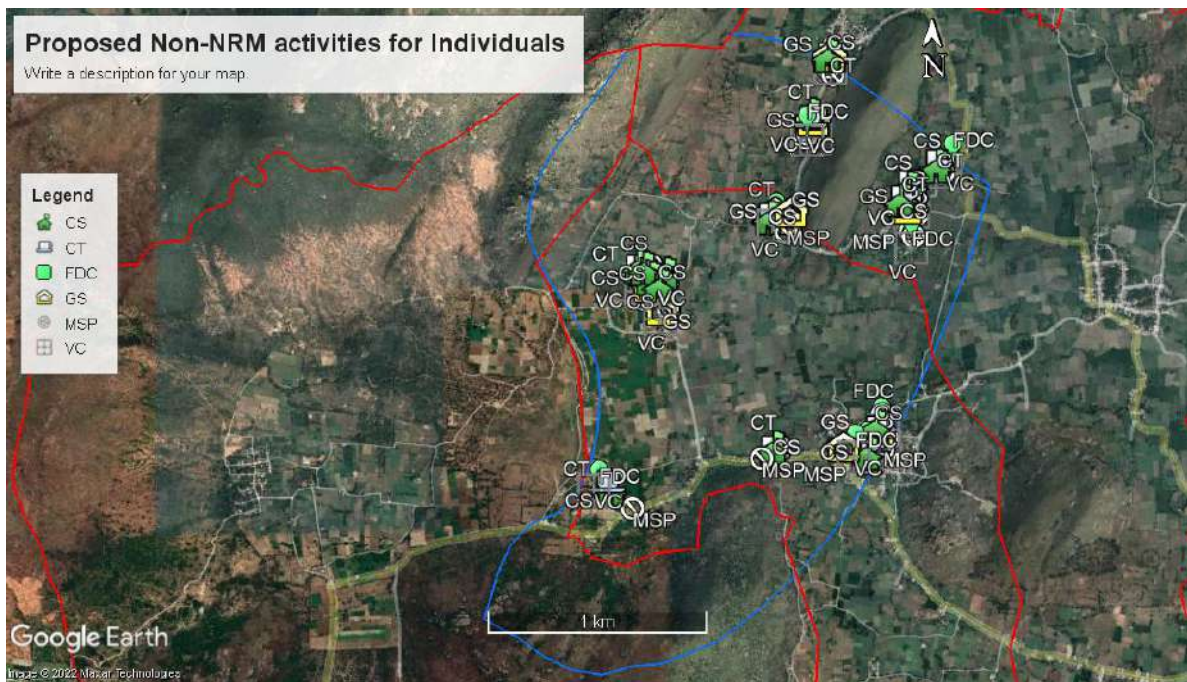 Proposed Non-NRM activities for Individuals
Write a description for your map.
N
Legend
CS
CT
FDC
GS
MSP
VC
GS CS
CT
CT
FDC
GS
VC VC
CS FDC
CS CT
CT VC
GS
VC CS
MSP FDC
VC
CT
GS CS GS
MSP
VC
CS
CT
CS CS CS
VC CS VC
GS
VC
FDC
GS CS
CT FDC
CS CS
MSP MSP VC MSP
CT FDC
CS VC
MSP
1 km
Google Earth
Image © 2022 Maxar Technologies